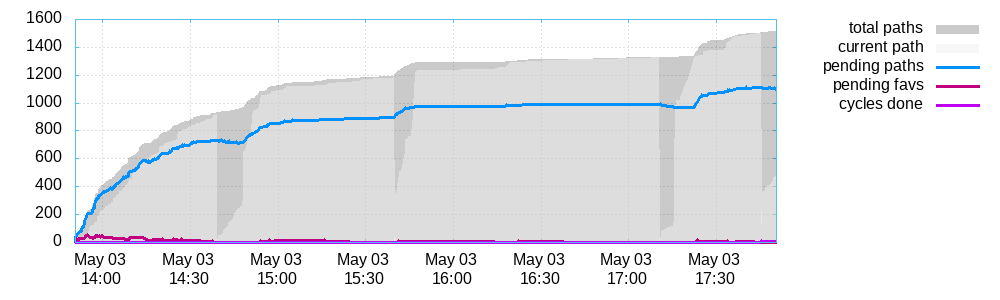 1600
1400
1200
1000
800
600
400
200
0
May 03 May 03 May 03 May 03 May 03 May 03 May 03 May 03
14:00 14:30 15:00 15:30 16:00 16:30 17:00 17:30
total paths
current path
pending paths
pending favs
cycles done